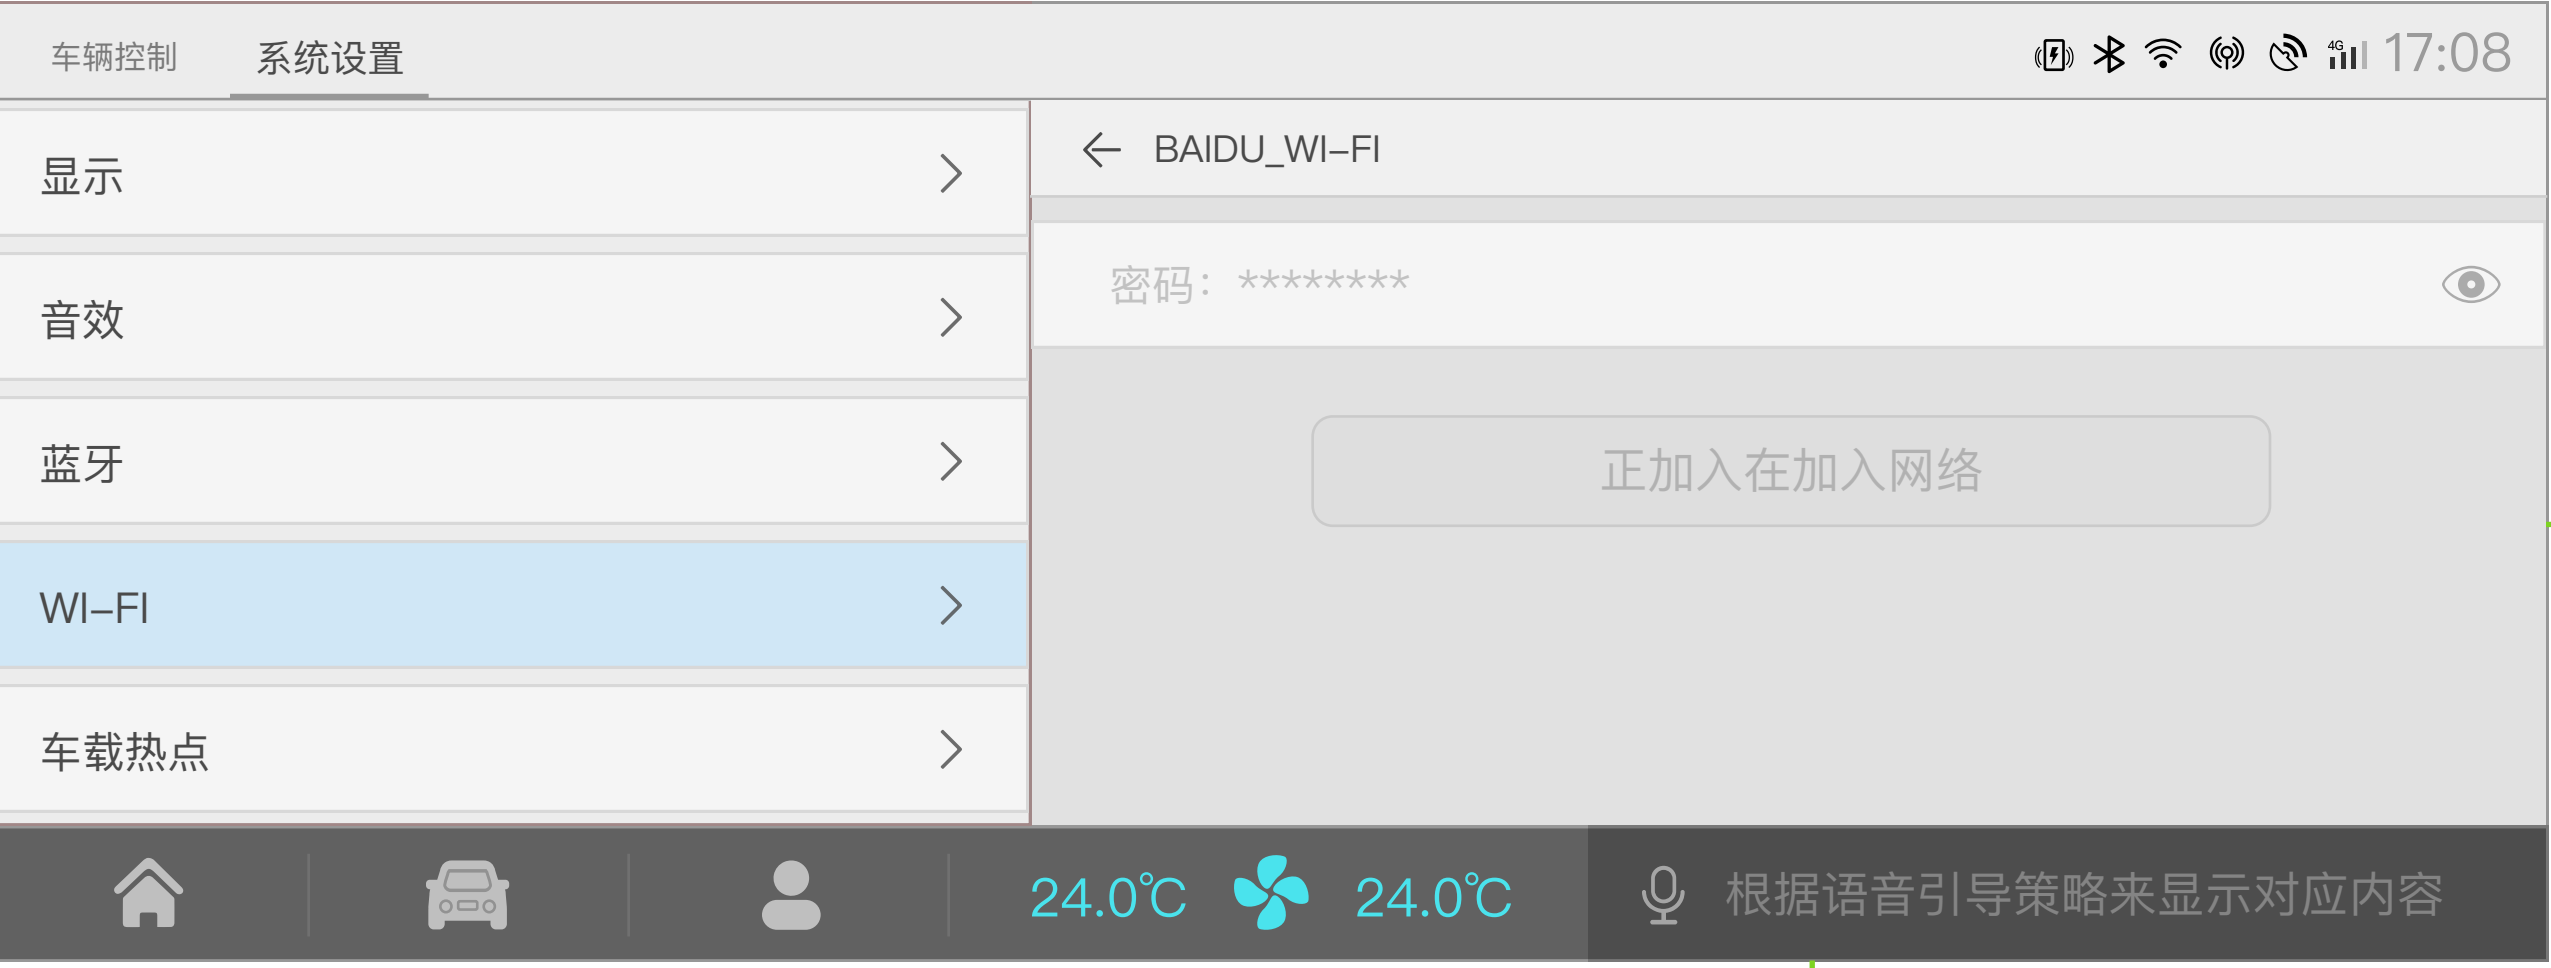 车辆控制
系统设置
4G
17:08
显示
音效
蓝牙
WI-FI
车载热点
BAIDU_WI-FI
密码：********
正加入在加入网络
24.0℃
24.0℃
根据语音引导策略来显示对应内容